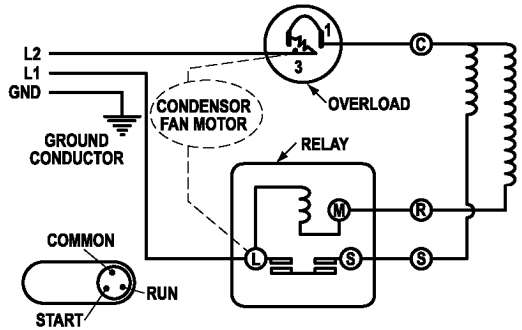 1
L2
C
3
L1
GND
OVERLOAD
CONDENSOR
FAN MOTOR
GROUND
CONDUCTOR
RELAY
M
R
COMMON
L
S
S
RUN
START